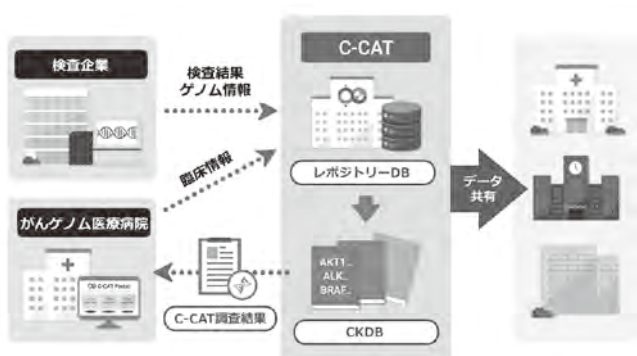 検査企業
がんゲノム医療病院
C-CAT Portal
検査結果
ゲノム情報
臨床情報
C-CAT調査結果
C-CAT
レポジトリーDB
AKT1..
ALK..
BRAF..
CKDB
データ
共有